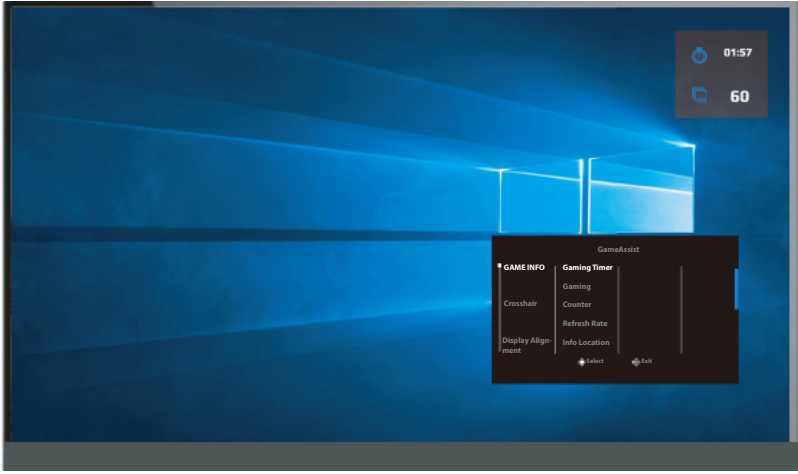 01:57
60
GameAssist
GAME INFO
Gaming Timer
Gaming
Crosshair
Counter
Refresh Rate
Display Align-
ment
Info Location
Select
Exit